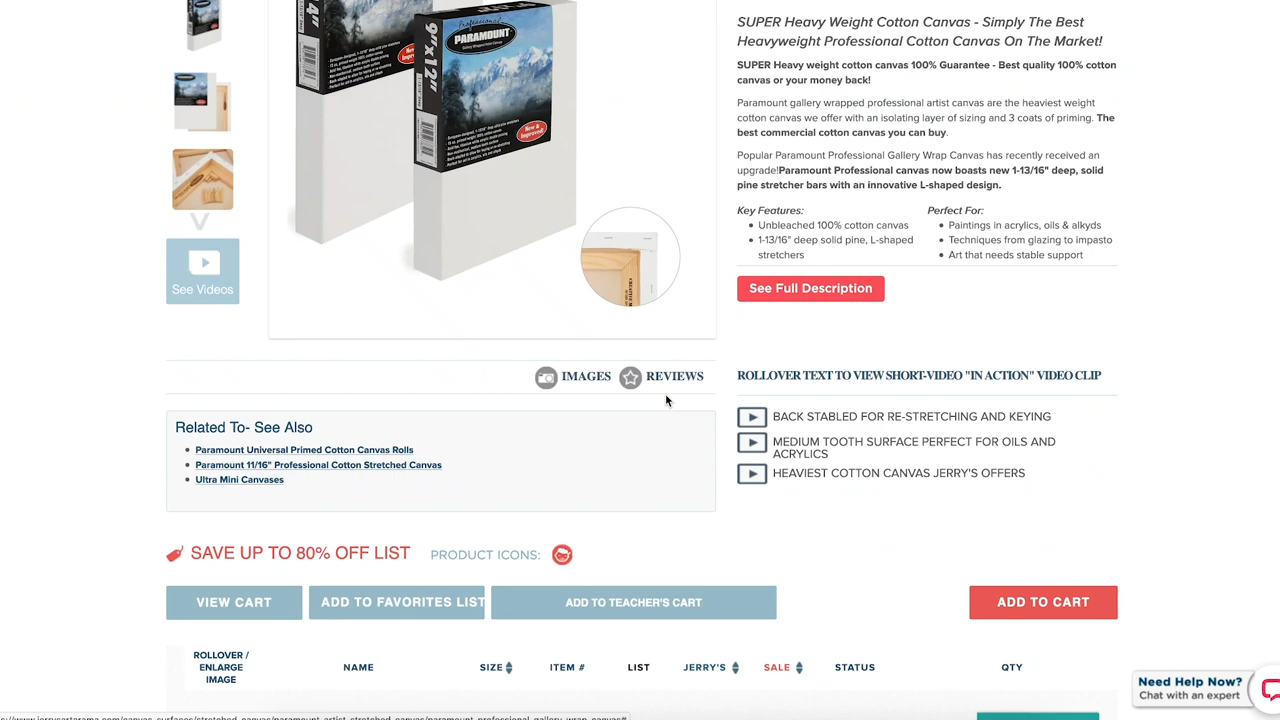 Professional
PARAMOUNT
9"x12"
New & Improved!
SUPER Heavy Weight Cotton Canvas - Simply The Best
Heavyweight Professional Cotton Canvas On The Market!
SUPER Heavy weight cotton canvas 100% Guarantee - Best quality 100% cotton
canvas or your money back!
Paramount gallery wrapped professional artist canvas are the heaviest weight
cotton canvas we offer with an isolating layer of sizing and 3 coats of priming. The
best commercial cotton canvas you can buy.
Popular Paramount Professional Gallery Wrap Canvas has recently received an
upgrade!Paramount Professional canvas now boasts new 1-13/16" deep, solid
pine stretcher bars with an innovative L-shaped design.
Key Features:
Unbleached 100% cotton canvas
1-13/16" deep solid pine, L-shaped
stretchers
Perfect For:
Paintings in acrylics, oils & alkyds
Techniques from glazing to impasto
Art that needs stable support
See Videos
See Full Description
IMAGES
REVIEWS
ROLLOVER TEXT TO VIEW SHORT-VIDEO "IN ACTION" VIDEO CLIP
BACK STABLED FOR RE-STRETCHING AND KEYING
MEDIUM TOOTH SURFACE PERFECT FOR OILS AND
ACRYLICS
HEAVIEST COTTON CANVAS JERRY'S OFFERS
Related To- See Also
Paramount Universal Primed Cotton Canvas Rolls
Paramount 11/16" Professional Cotton Stretched Canvas
Ultra Mini Canvases
SAVE UP TO 80% OFF LIST
PRODUCT ICONS:
VIEW CART
ADD TO FAVORITES LIST
ADD TO TEACHER'S CART
ADD TO CART
ROLLOVER /
ENLARGE
IMAGE
NAME
SIZE
ITEM #
LIST
JERRY'S
SALE
STATUS
QTY
Need Help Now?
Chat with an expert